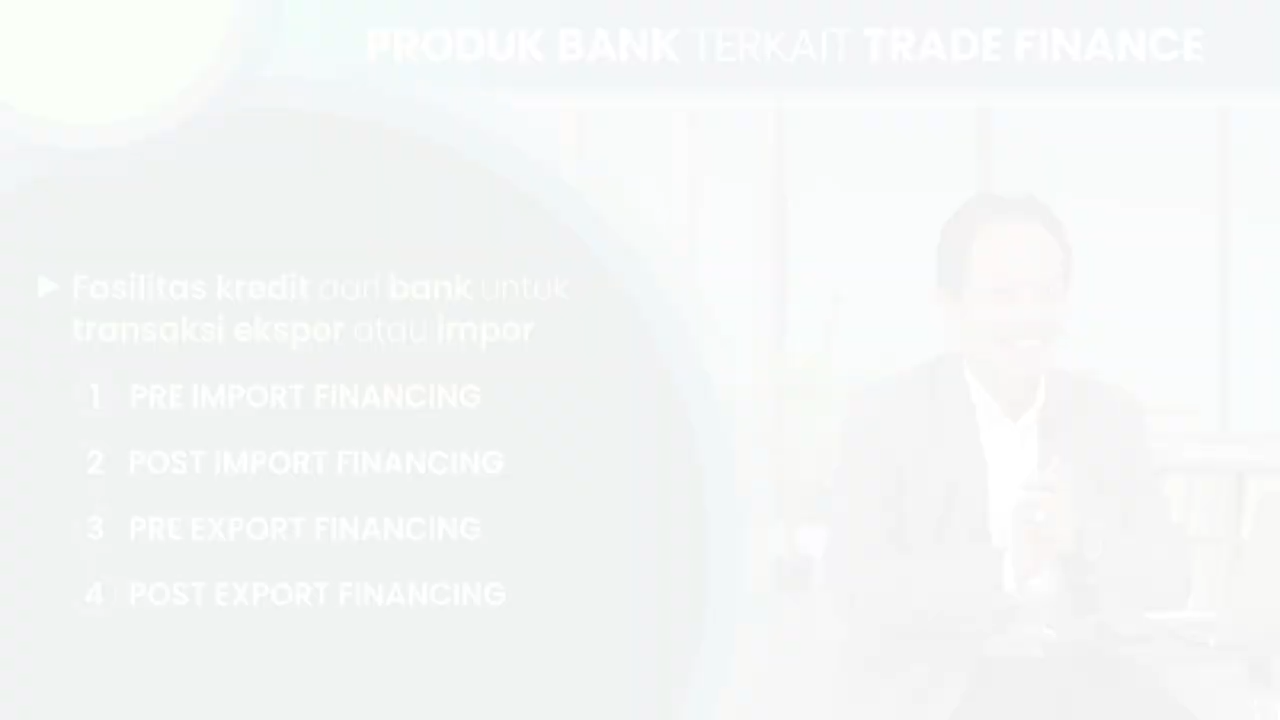 PRODUK BANK TERKAIT TRADE FINANCE
▶ Fasilitas kredit dari bank untuk
transaksi ekspor atau impor
1 PRE IMPORT FINANCING
2 POST IMPORT FINANCING
3 PRE EXPORT FINANCING
4 POST EXPORT FINANCING